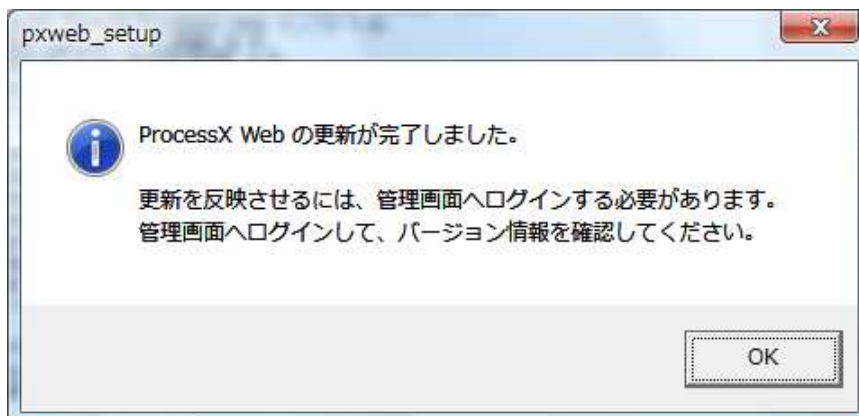 pxweb_setup
ProcessX Web の更新が完了しました。
更新を反映させるには、管理画面へログインする必要があります。
管理画面へログインして、バージョン情報を確認してください。
OK